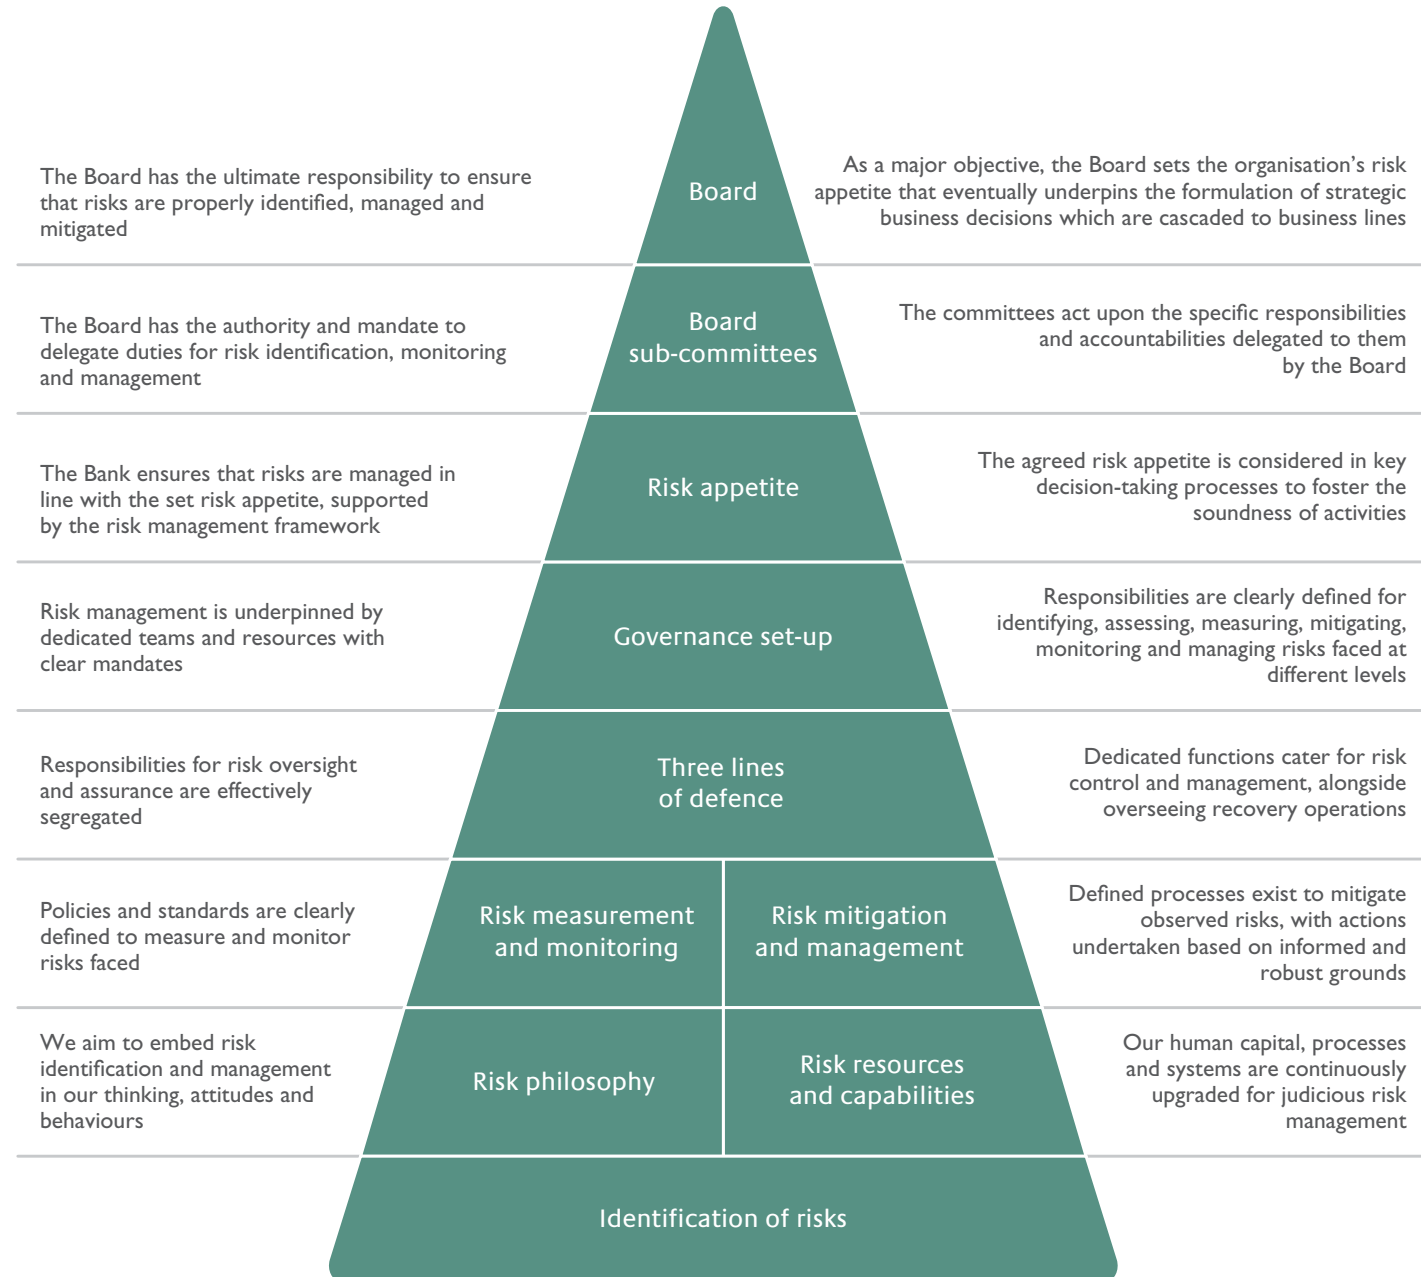 The Board has the ultimate responsibility to ensure
that risks are properly identified, managed and
mitigated
Board
As a major objective, the Board sets the organisation’s risk
appetite that eventually underpins the formulation of strategic
business decisions which are cascaded to business lines
The Board has the authority and mandate to
delegate duties for risk identification, monitoring
and management
Board
sub-committees
The committees act upon the specific responsibilities
and accountabilities delegated to them
by the Board
The Bank ensures that risks are managed in
line with the set risk appetite, supported
by the risk management framework
Risk appetite
The agreed risk appetite is considered in key
decision-taking processes to foster the
soundness of activities
Risk management is underpinned by
dedicated teams and resources with
clear mandates
Governance set-up
Responsibilities are clearly defined for
identifying, assessing, measuring, mitigating,
monitoring and managing risks faced at
different levels
Responsibilities for risk oversight
and assurance are effectively
segregated
Three lines
of defence
Dedicated functions cater for risk
control and management, alongside
overseeing recovery operations
Policies and standards are clearly
defined to measure and monitor
risks faced
Risk measurement
and monitoring
Risk mitigation
and management
Defined processes exist to mitigate
observed risks, with actions
undertaken based on informed and
robust grounds
We aim to embed risk
identification and management
in our thinking, attitudes and
behaviours
Risk philosophy
Risk resources
and capabilities
Our human capital, processes
and systems are continuously
upgraded for judicious risk
management
Identification of risks